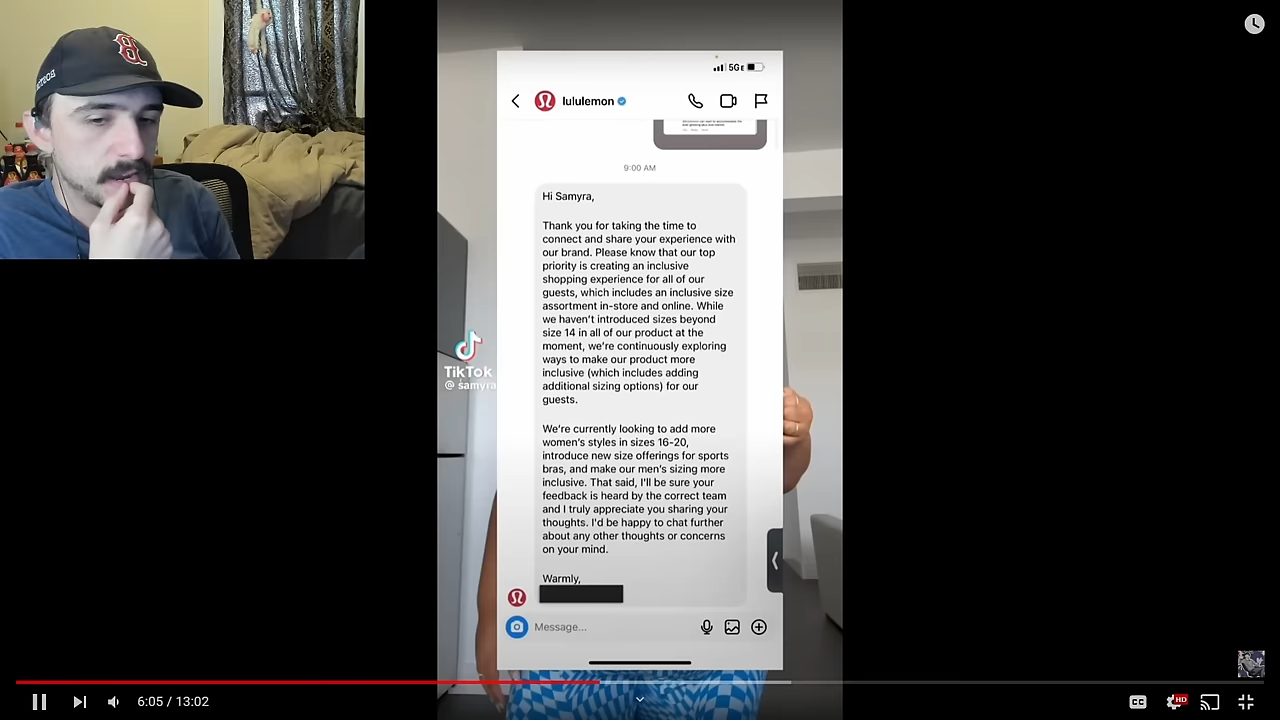 5GE
lululemon
9:00 AM
Hi Samyra,
Thank you for taking the time to
connect and share your experience with
our brand. Please know that our top
priority is creating an inclusive
shopping experience for all of our
guests, which includes an inclusive size
assortment in-store and online. While
we haven't introduced sizes beyond
size 14 in all of our product at the
moment, we're continuously exploring
ways to make our product more
inclusive (which includes adding
additional sizing options) for our
guests.
We're currently looking to add more
women's styles in sizes 16-20,
introduce new size offerings for sports
bras, and make our men's sizing more
inclusive. That said, I'll be sure your
feedback is heard by the correct team
and I truly appreciate you sharing your
thoughts. I'd be happy to chat further
about any other thoughts or concerns
on your mind.
Warmly,
Message...
TikTok
@ samyra
B
6:05 / 13:02
CC
HD